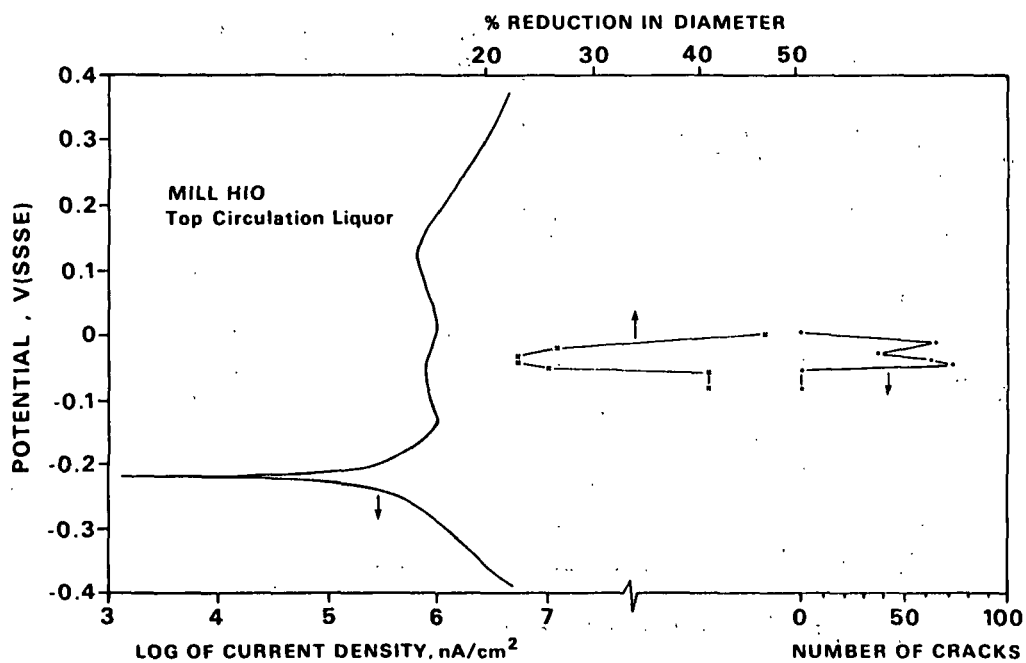 % REDUCTION IN DIAMETER
20 30 40 50
0.4
0.3
0.2
0.1
0
-0.1
-0.2
-0.3
-0.4
POTENTIAL, V(SSSE)
MILL HIO
Top Circulation Liquor
3 4 5 6 7 0 50 100
LOG OF CURRENT DENSITY, nA/cm²
NUMBER OF CRACKS